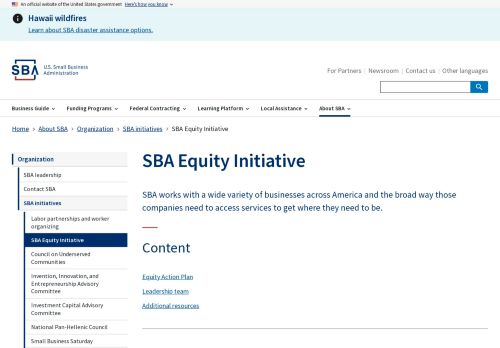 An official website of the United States government Here's how you know
Hawaii wildfires
Learn about SBA disaster assistance options.
SBA U.S. Small Business
Administration
For Partners Newsroom Contact us Other languages
Business Guide Funding Programs Federal Contracting Learning Platform Local Assistance About SBA
Home About SBA Organization SBA initiatives SBA Equity Initiative
Organization
SBA leadership
Contact SBA
SBA initiatives
Labor partnerships and worker
organizing
SBA Equity Initiative
Council on Underserved
Communities
Invention, Innovation, and
Entrepreneurship Advisory
Committee
Investment Capital Advisory
Committee
National Pan-Hellenic Council
Small Business Saturday
SBA Equity Initiative
SBA works with a wide variety of businesses across America and the broad way those
companies need to access services to get where they need to be.
Content
Equity Action Plan
Leadership team
Additional resources